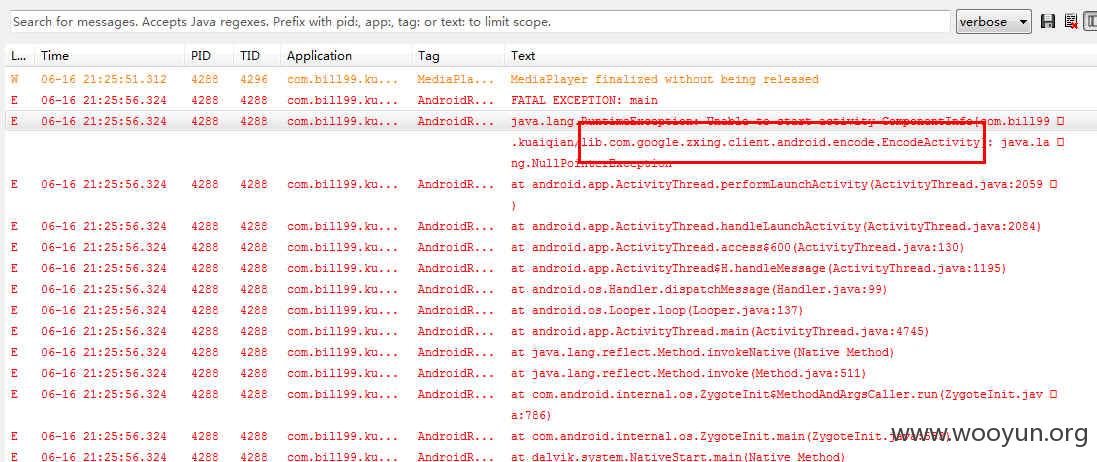 Search for messages. Accepts Java regexes. Prefix with pid:, app:, tag: or text: to limit scope. verbose
L... Time PID TID Application Tag Text
W 06-16 21:25:51.312 4288 4296 com.bill99.ku... MediaPla... MediaPlayer finalized without being released
E 06-16 21:25:56.324 4288 4288 com.bill99.ku... AndroidR... FATAL EXCEPTION: main
E 06-16 21:25:56.324 4288 4288 com.bill99.ku... AndroidR... java.lang.RuntimeException: Unable to start activity ComponentInfo{com.bill99
.kuaiqian/lib.com.google.zxing.client.android.encode.EncodeActivity}: java.la
ng.NullPointerException
E 06-16 21:25:56.324 4288 4288 com.bill99.ku... AndroidR... at android.app.ActivityThread.performLaunchActivity(ActivityThread.java:2059
)
E 06-16 21:25:56.324 4288 4288 com.bill99.ku... AndroidR... at android.app.ActivityThread.handleLaunchActivity(ActivityThread.java:2084)
E 06-16 21:25:56.324 4288 4288 com.bill99.ku... AndroidR... at android.app.ActivityThread.access$600(ActivityThread.java:130)
E 06-16 21:25:56.324 4288 4288 com.bill99.ku... AndroidR... at android.app.ActivityThread$H.handleMessage(ActivityThread.java:1195)
E 06-16 21:25:56.324 4288 4288 com.bill99.ku... AndroidR... at android.os.Handler.dispatchMessage(Handler.java:99)
E 06-16 21:25:56.324 4288 4288 com.bill99.ku... AndroidR... at android.os.Looper.loop(Looper.java:137)
E 06-16 21:25:56.324 4288 4288 com.bill99.ku... AndroidR... at android.app.ActivityThread.main(ActivityThread.java:4745)
E 06-16 21:25:56.324 4288 4288 com.bill99.ku... AndroidR... at java.lang.reflect.Method.invokeNative(Native Method)
E 06-16 21:25:56.324 4288 4288 com.bill99.ku... AndroidR... at java.lang.reflect.Method.invoke(Method.java:511)
E 06-16 21:25:56.324 4288 4288 com.bill99.ku... AndroidR... at com.android.internal.os.ZygoteInit$MethodAndArgsCaller.run(ZygoteInit.jav
a:786)
E 06-16 21:25:56.324 4288 4288 com.bill99.ku... AndroidR... at com.android.internal.os.ZygoteInit.main(ZygoteInit.java:
www.wooyun.org
E 06-16 21:25:56.324 4288 4288 com.bill99.ku... AndroidR... at dalvik.system.NativeStart.main(Native Method)